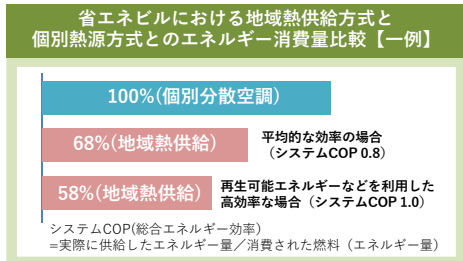 省エネビルにおける地域熱供給方式と
個別熱源方式とのエネルギー消費量比較【一例】
100%(個別分散空調)
68%(地域熱供給)
平均的な効率の場合
（システムCOP 0.8）
58%(地域熱供給)
再生可能エネルギーなどを利用した
高効率な場合（システムCOP 1.0）
システムCOP(総合エネルギー効率)
=実際に供給したエネルギー量／消費された燃料（エネルギー量）